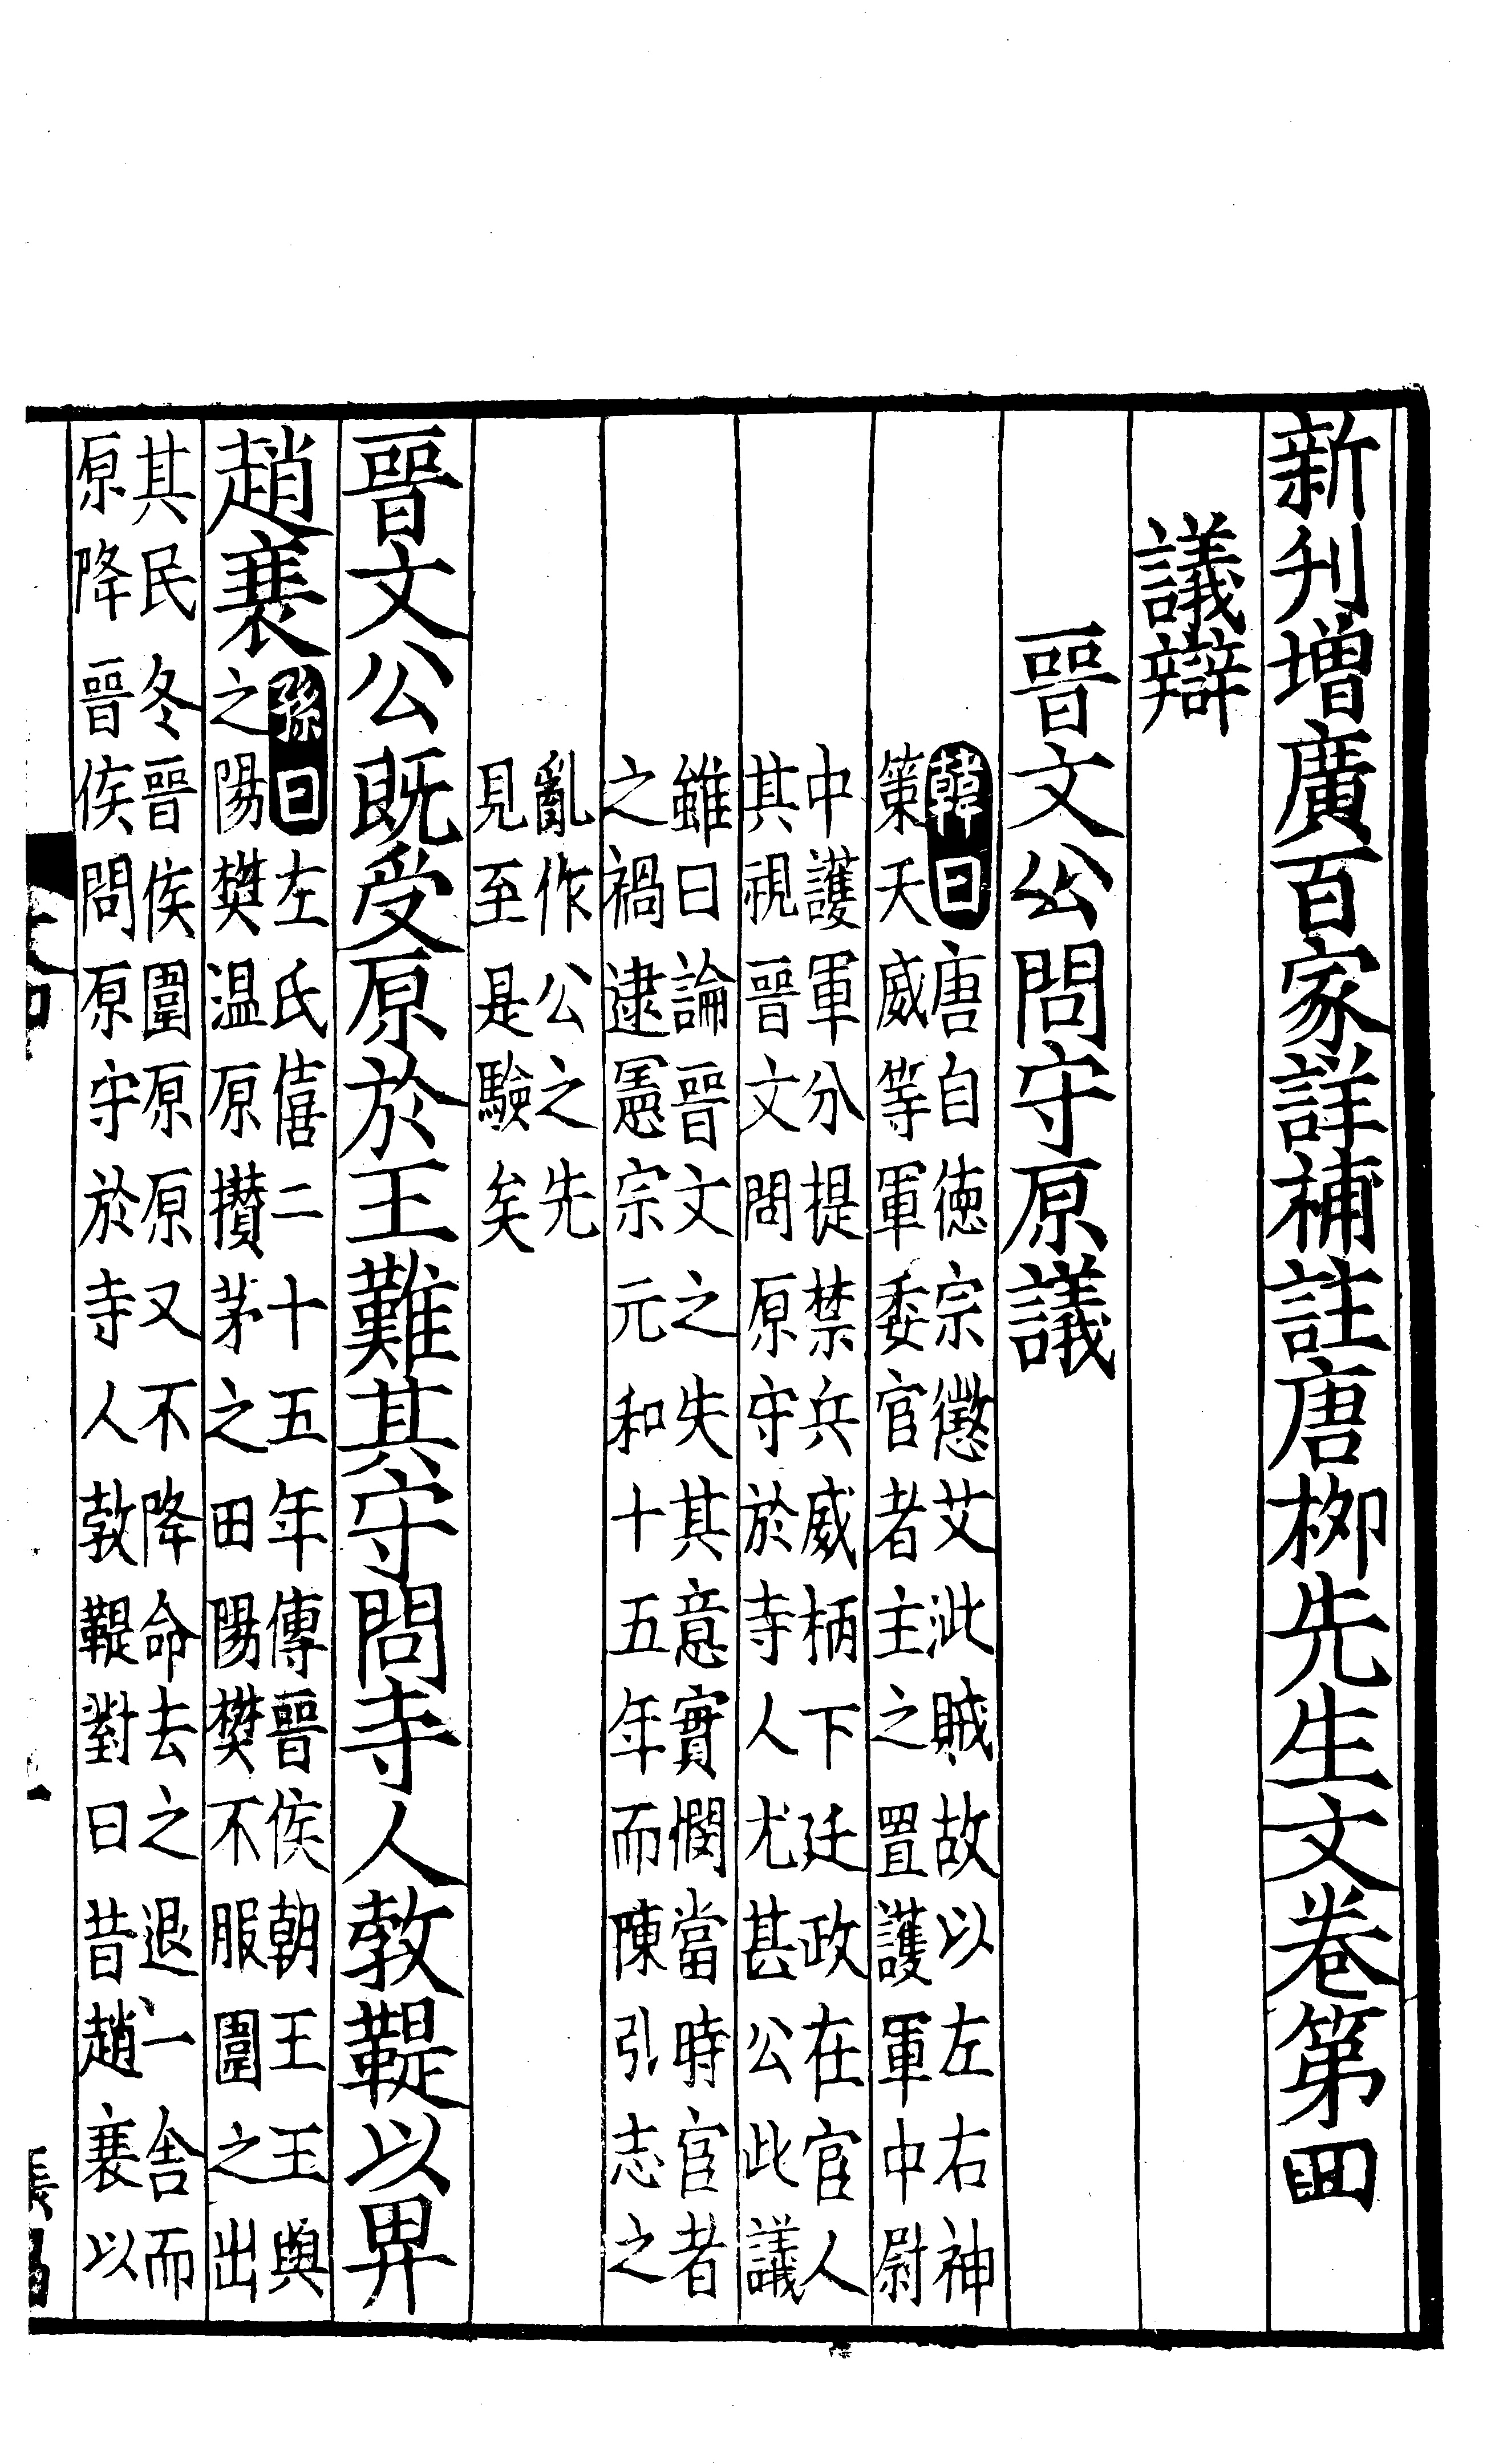 新刋增廣百家詳補註唐栁先生文卷第四
議辯
晉文公問守原議
韓曰唐自德宗懲艾泚賊故以左右神
策天威等軍委宦者主之置護軍中尉
中護軍分提禁兵威柄下廷政在宦人
其視晉文問原守於寺人尤甚公此議
雖曰論晉文之失其意實憫當時宦者
之禍逮憲宗元和十五年而陳引志之
亂作公之先
見至是驗矣
晉文公既受原於王難其守問寺人敎鞮以畀
趙衰
孫曰左氏僖二十五年傳晉侯朝王王與
之陽樊温原攢茅之田陽樊不服圍之出
其民冬晉侯圍原原又不降命去之退一舎而
原降晉侯問原守於寺人敎鞮對曰昔趙衰以